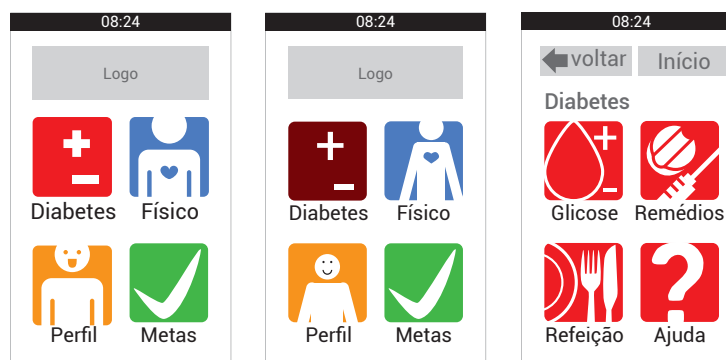 08:24
Logo
Diabetes Físico
Perfil Metas
08:24
Logo
Diabetes Físico
Perfil Metas
08:24
voltar Início
Diabetes
Glicose Remédios
Refeição Ajuda